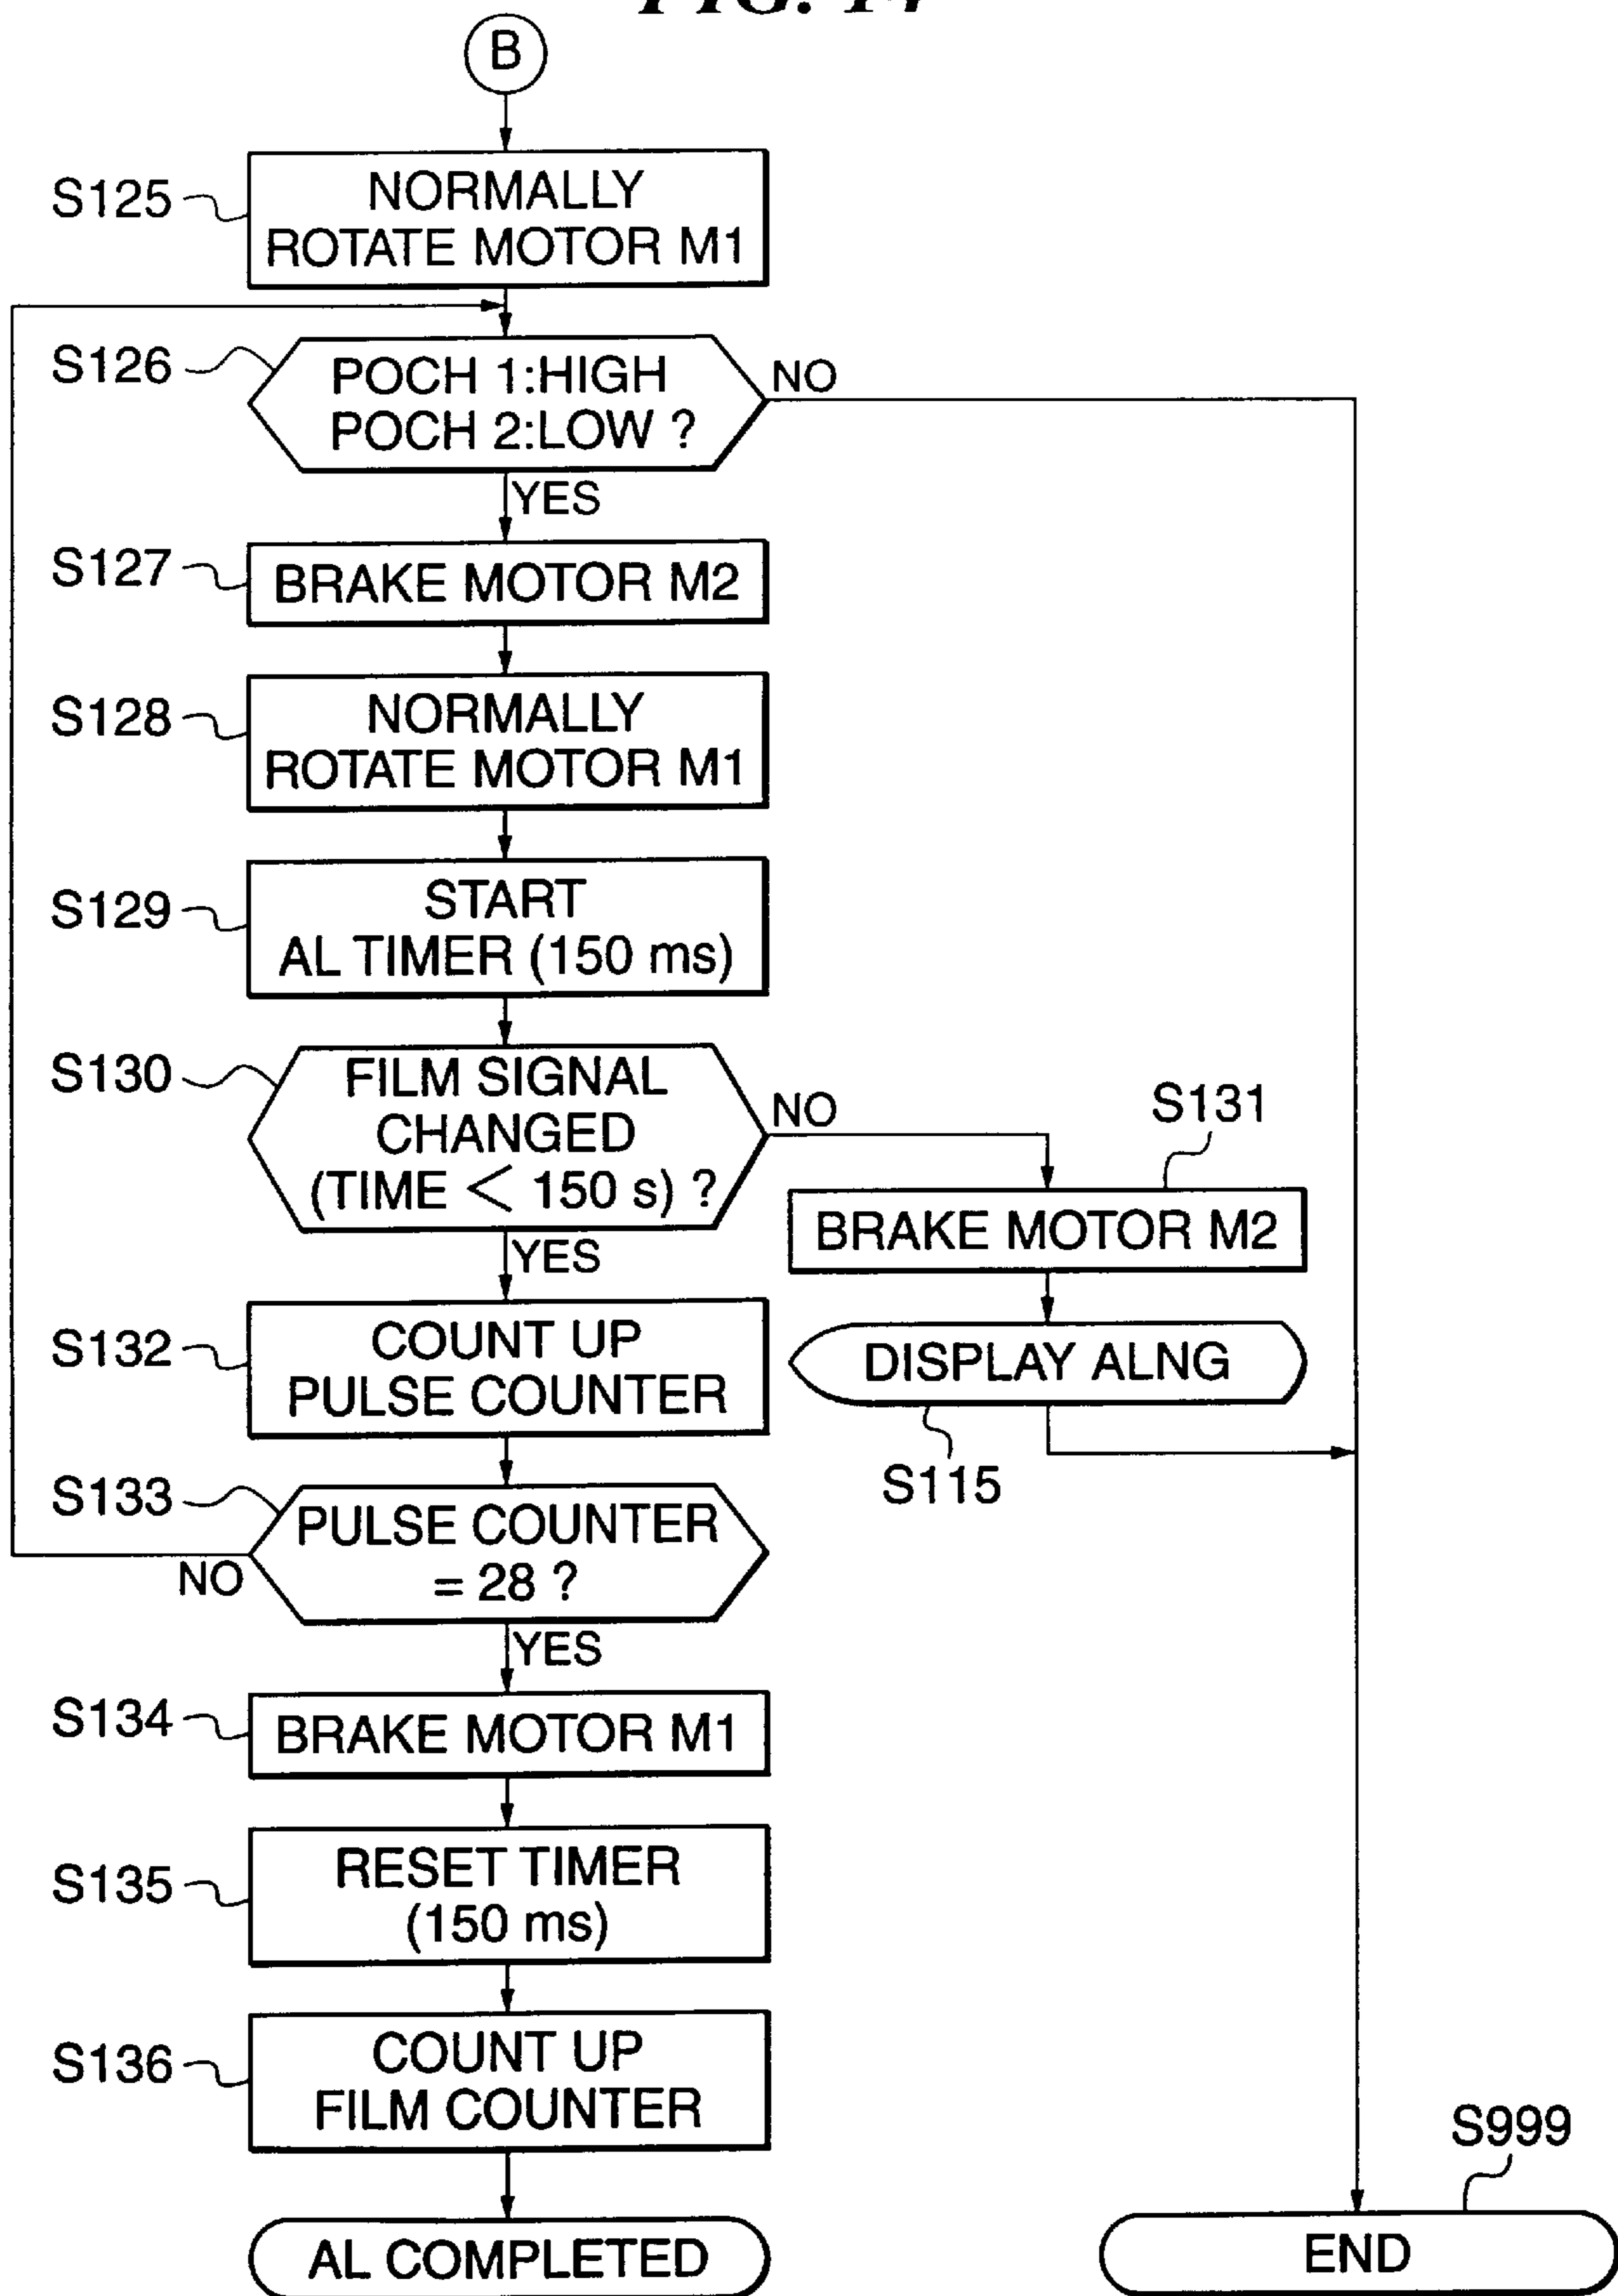 FIG. 14
B
S125
NORMALLY
ROTATE MOTOR M1
S126
POCH 1:HIGH
POCH 2:LOW ?
NO
YES
S127
BRAKE MOTOR M2
S128
NORMALLY
ROTATE MOTOR M1
S129
START
AL TIMER (150 ms)
S130
FILM SIGNAL
CHANGED
(TIME < 150 s) ?
NO
YES
S131
BRAKE MOTOR M2
DISPLAY ALNG
S115
S132
COUNT UP
PULSE COUNTER
S133
PULSE COUNTER
= 28 ?
NO
YES
S134
BRAKE MOTOR M1
S135
RESET TIMER
(150 ms)
S136
COUNT UP
FILM COUNTER
AL COMPLETED
S999
END